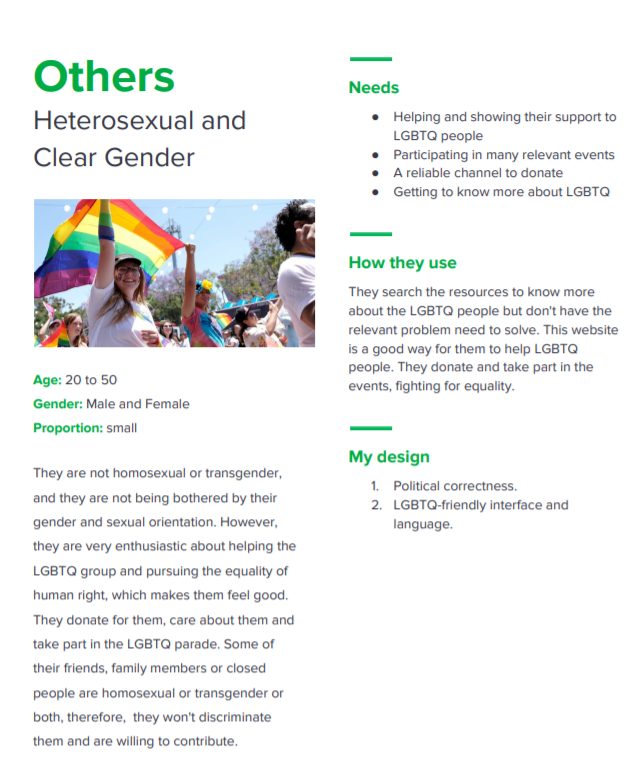 Others
Heterosexual and
Clear Gender
Age: 20 to 50
Gender: Male and Female
Proportion: small
They are not homosexual or transgender,
and they are not being bothered by their
gender and sexual orientation. However,
they are very enthusiastic about helping the
LGBTQ group and pursuing the equality of
human right, which makes them feel good.
They donate for them, care about them and
take part in the LGBTQ parade. Some of
their friends, family members or closed
people are homosexual or transgender or
both, therefore,  they won't discriminate
them and are willing to contribute.
Needs
● Helping and showing their support to
LGBTQ people
● Participating in many relevant events
● A reliable channel to donate
● Getting to know more about LGBTQ
How they use
They search the resources to know more
about the LGBTQ people but don't have the
relevant problem need to solve. This website
is a good way for them to help LGBTQ
people. They donate and take part in the
events, fighting for equality.
My design
1. Political correctness.
2. LGBTQ-friendly interface and
language.